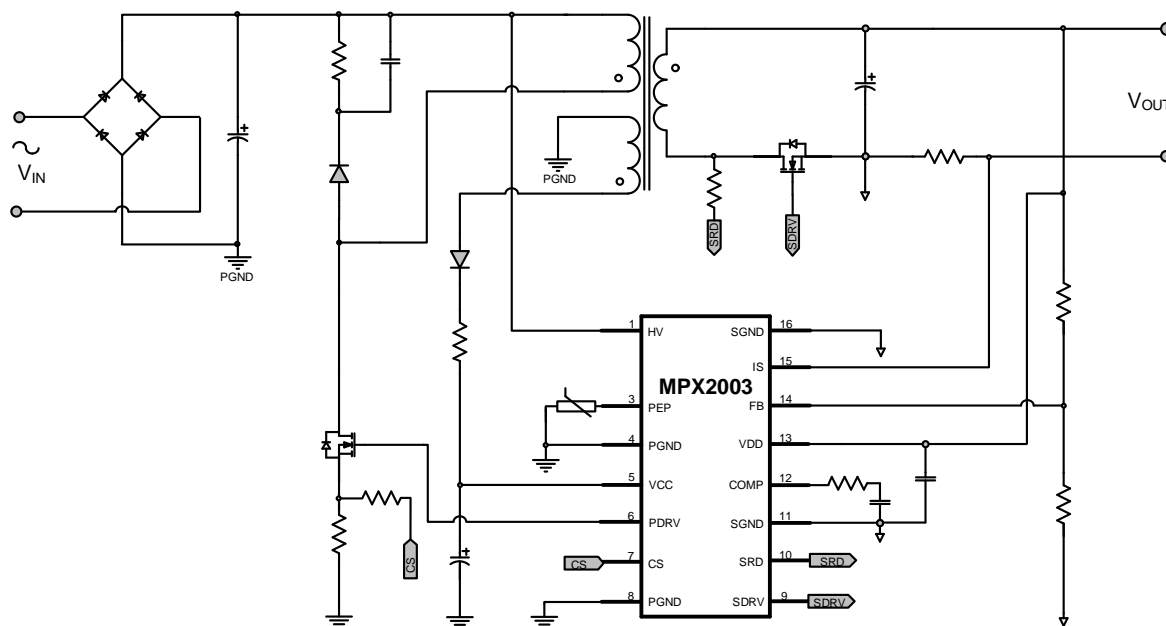 VIN
VOUT
PGND
PGND
SRD
SDRV
MPX2003
1 HV
3 PEP
4 PGND
5 VCC
6 PDRV
7 CS
8 PGND
SGND 16
IS 15
FB 14
VDD 13
COMP 12
SGND 11
SRD 10
SDRV 9
CS
CS
SRD
SDRV